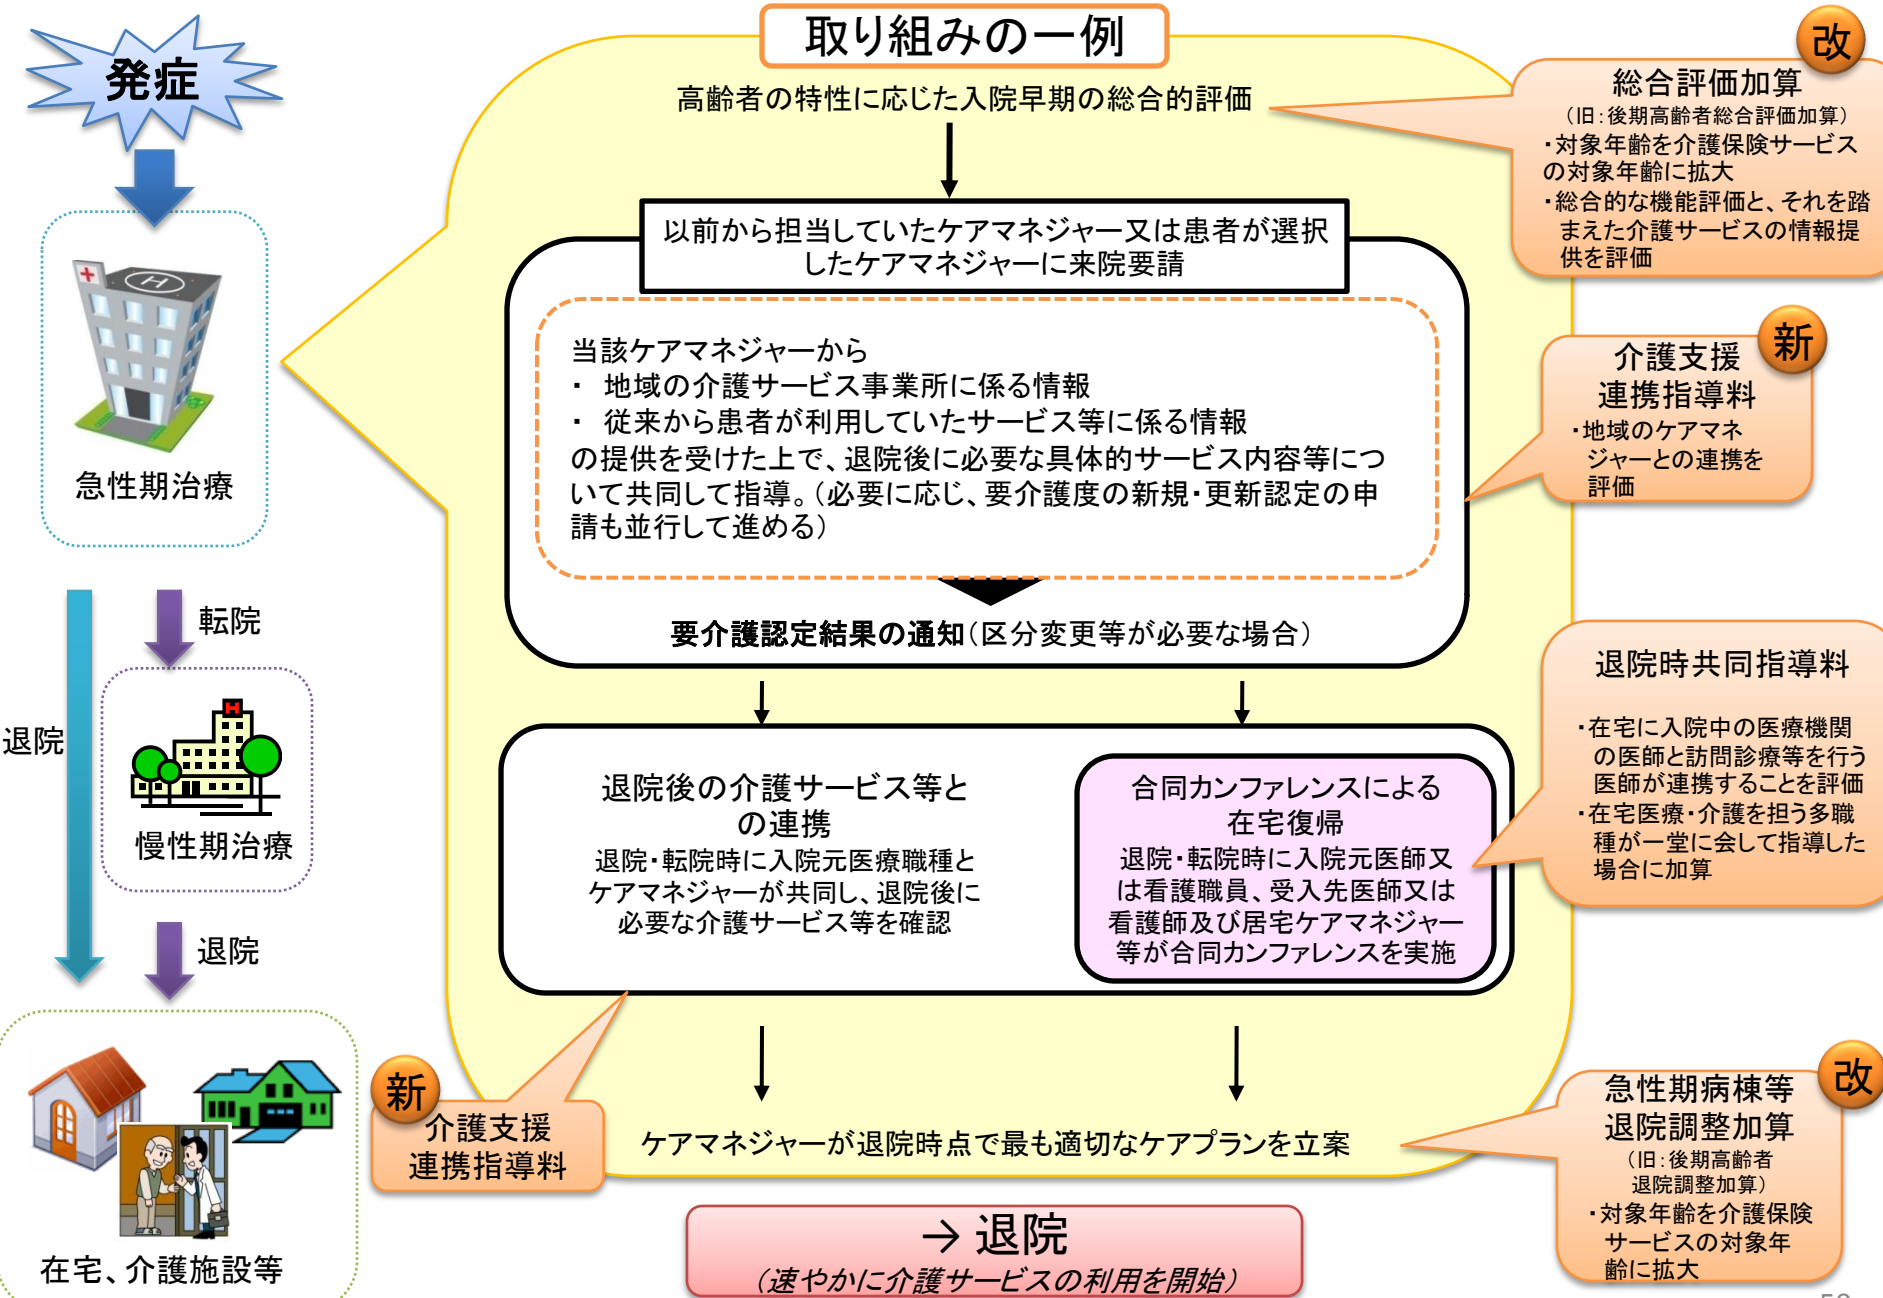 発症
急性期治療
転院
退院
慢性期治療
退院
在宅、介護施設等
取り組みの一例
高齢者の特性に応じた入院早期の総合的評価
以前から担当していたケアマネジャー又は患者が選択
したケアマネジャーに来院要請
当該ケアマネジャーから
・ 地域の介護サービス事業所に係る情報
・ 従来から患者が利用していたサービス等に係る情報
の提供を受けた上で、退院後に必要な具体的サービス内容等につ
いて共同して指導。（必要に応じ、要介護度の新規・更新認定の申
請も並行して進める）
要介護認定結果の通知（区分変更等が必要な場合）
退院後の介護サービス等と
の連携
退院・転院時に入院元医療職種と
ケアマネジャーが共同し、退院後に
必要な介護サービス等を確認
合同カンファレンスによる
在宅復帰
退院・転院時に入院元医師又
は看護職員、受入先医師又は
看護師及び居宅ケアマネジャー
等が合同カンファレンスを実施
新
介護支援
連携指導料
ケアマネジャーが退院時点で最も適切なケアプランを立案
→ 退院
（速やかに介護サービスの利用を開始）
改
総合評価加算
（旧：後期高齢者総合評価加算）
・対象年齢を介護保険サービス
の対象年齢に拡大
・総合的な機能評価と、それを踏
まえた介護サービスの情報提
供を評価
新
介護支援
連携指導料
・地域のケアマネ
ジャーとの連携を
評価
退院時共同指導料
・在宅に入院中の医療機関
の医師と訪問診療等を行う
医師が連携することを評価
・在宅医療・介護を担う多職
種が一堂に会して指導した
場合に加算
改
急性期病棟等
退院調整加算
（旧：後期高齢者
退院調整加算）
・対象年齢を介護保険
サービスの対象年
齢に拡大